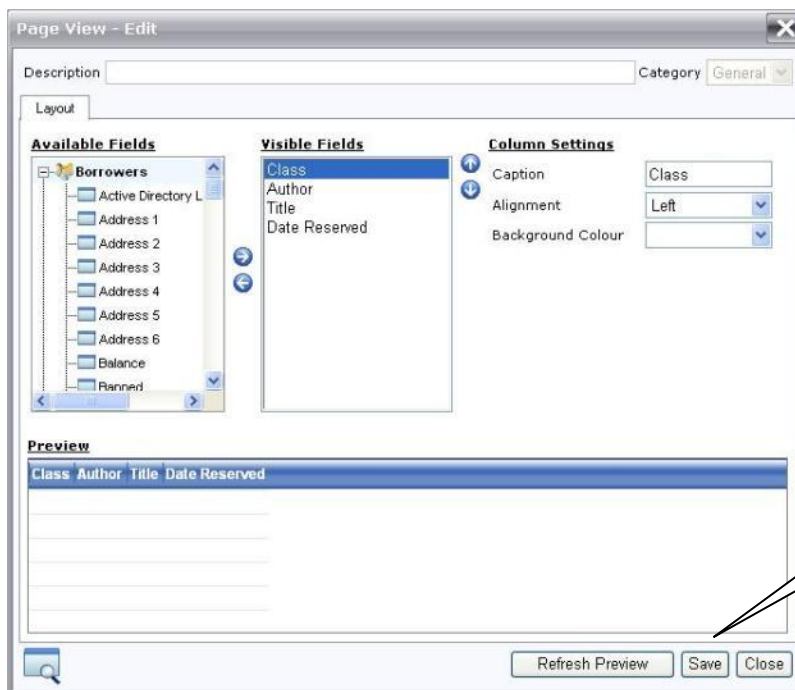 Page View - Edit
Description
Category General
Layout
Available Fields
Borrowers
Active Directory L
Address 1
Address 2
Address 3
Address 4
Address 5
Address 6
Balance
Banned
Visible Fields
Class
Author
Title
Date Reserved
Column Settings
Caption Class
Alignment Left
Background Colour
Preview
Class Author Title Date Reserved
Refresh Preview Save Close